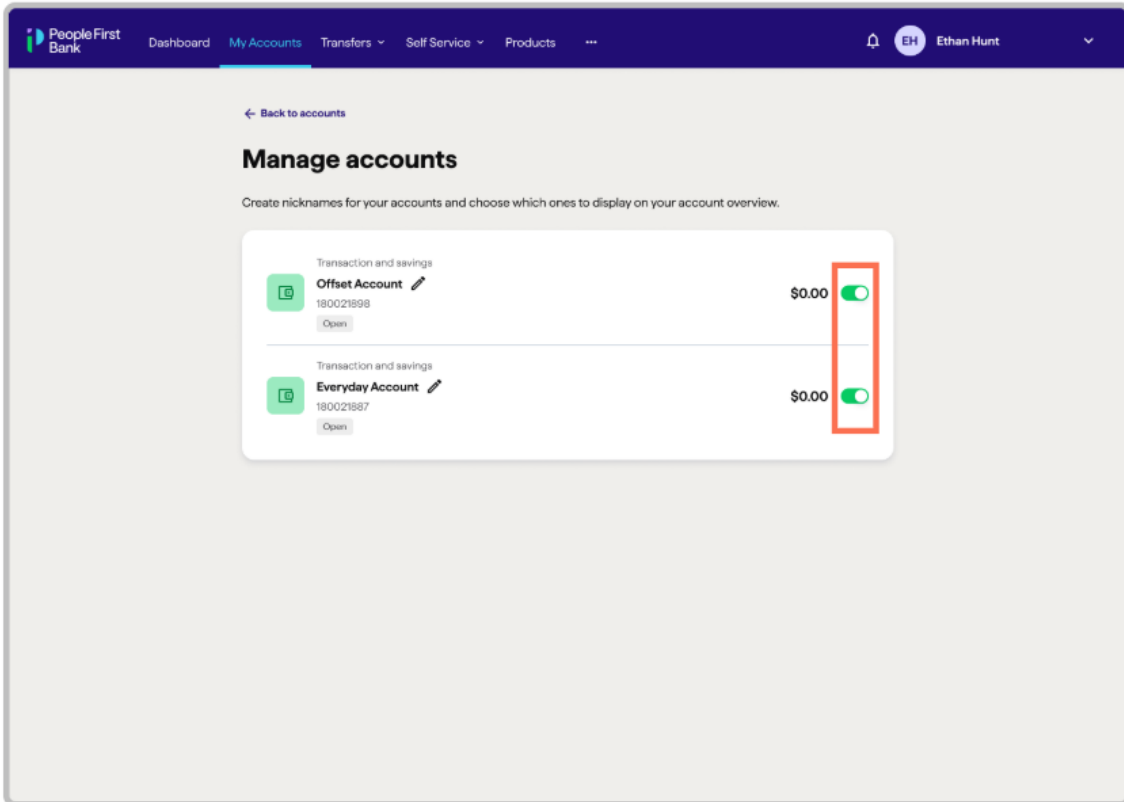 People First
Bank
Dashboard
My Accounts
Transfers
Self Service
Products
...
EH
Ethan Hunt
Back to accounts
Manage accounts
Create nicknames for your accounts and choose which ones to display on your account overview.
Transaction and savings
Offset Account
180021898
Open
$0.00
Transaction and savings
Everyday Account
180021887
Open
$0.00